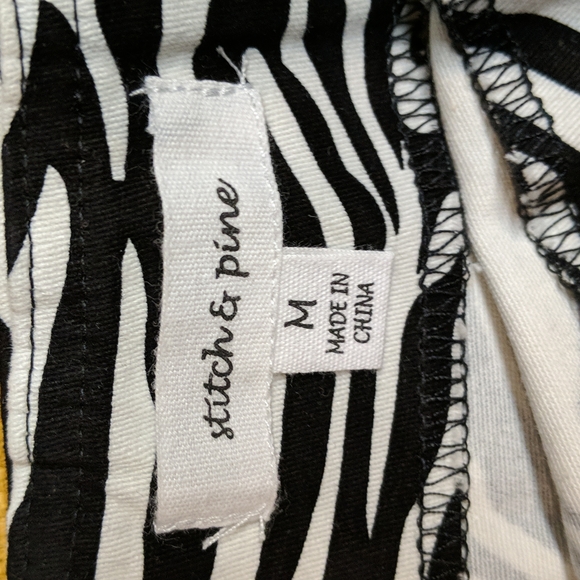 stitch & pine
M
MADE IN
CHINA